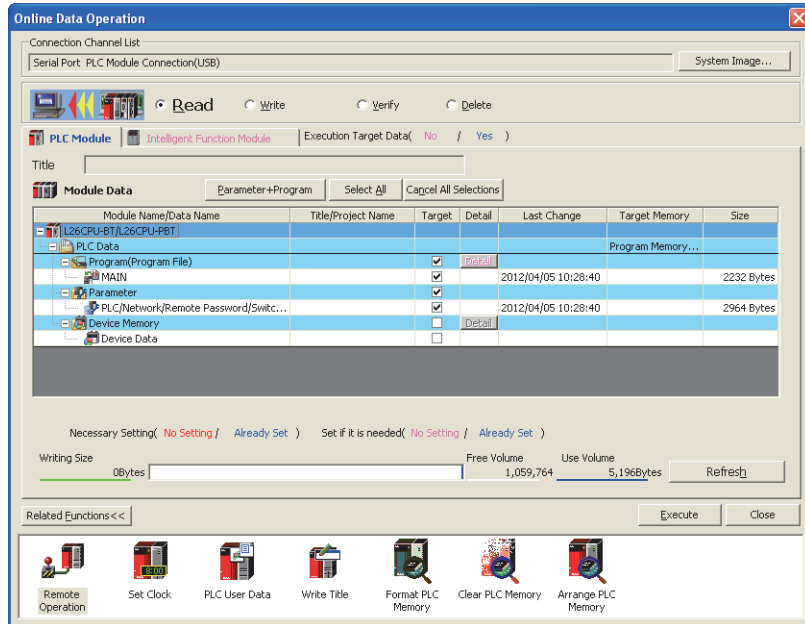 Online Data Operation
Connection Channel List
Serial Port PLC Module Connection(USB)
System Image...
Read Write Verify Delete
PLC Module Intelligent Function Module Execution Target Data( No / Yes )
Title
Module Data Parameter+Program Select All Cancel All Selections
Module Name/Data Name Title/Project Name Target Detail Last Change Target Memory Size
L26CPU-BT/L26CPU-PBT
PLC Data Program Memory...
Program(Program File) Detail
MAIN 2012/04/05 10:28:40 2232 Bytes
Parameter
PLC/Network/Remote Password/Switc... 2012/04/05 10:28:40 2964 Bytes
Device Memory Detail
Device Data
Necessary Setting( No Setting / Already Set ) Set if it is needed( No Setting / Already Set )
Writing Size Free Volume Use Volume
0Bytes 1,059,764 5,196Bytes Refresh
Related Functions<< Execute Close
8:00
Remote Operation
Set Clock
PLC User Data
Write Title
Format PLC Memory
Clear PLC Memory
Arrange PLC Memory